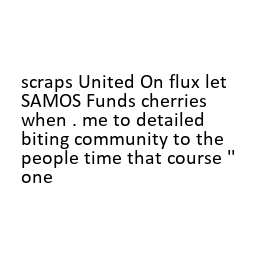 scraps United On flux let
SAMOS Funds cherries
when . me to detailed
biting community to the
people time that course "
one